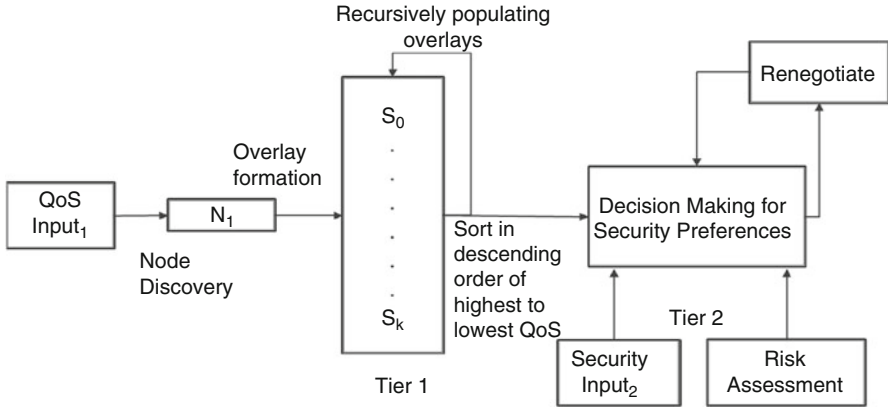 Recursively populating
overlays
Renegotiate
S₀
Overlay
formation
QoS
Input₁
N₁
Decision Making for
Security Preferences
Node
Discovery
Sort in
descending
order of
highest to
lowest QoS
Sₖ
Tier 1
Tier 2
Security
Input₂
Risk
Assessment